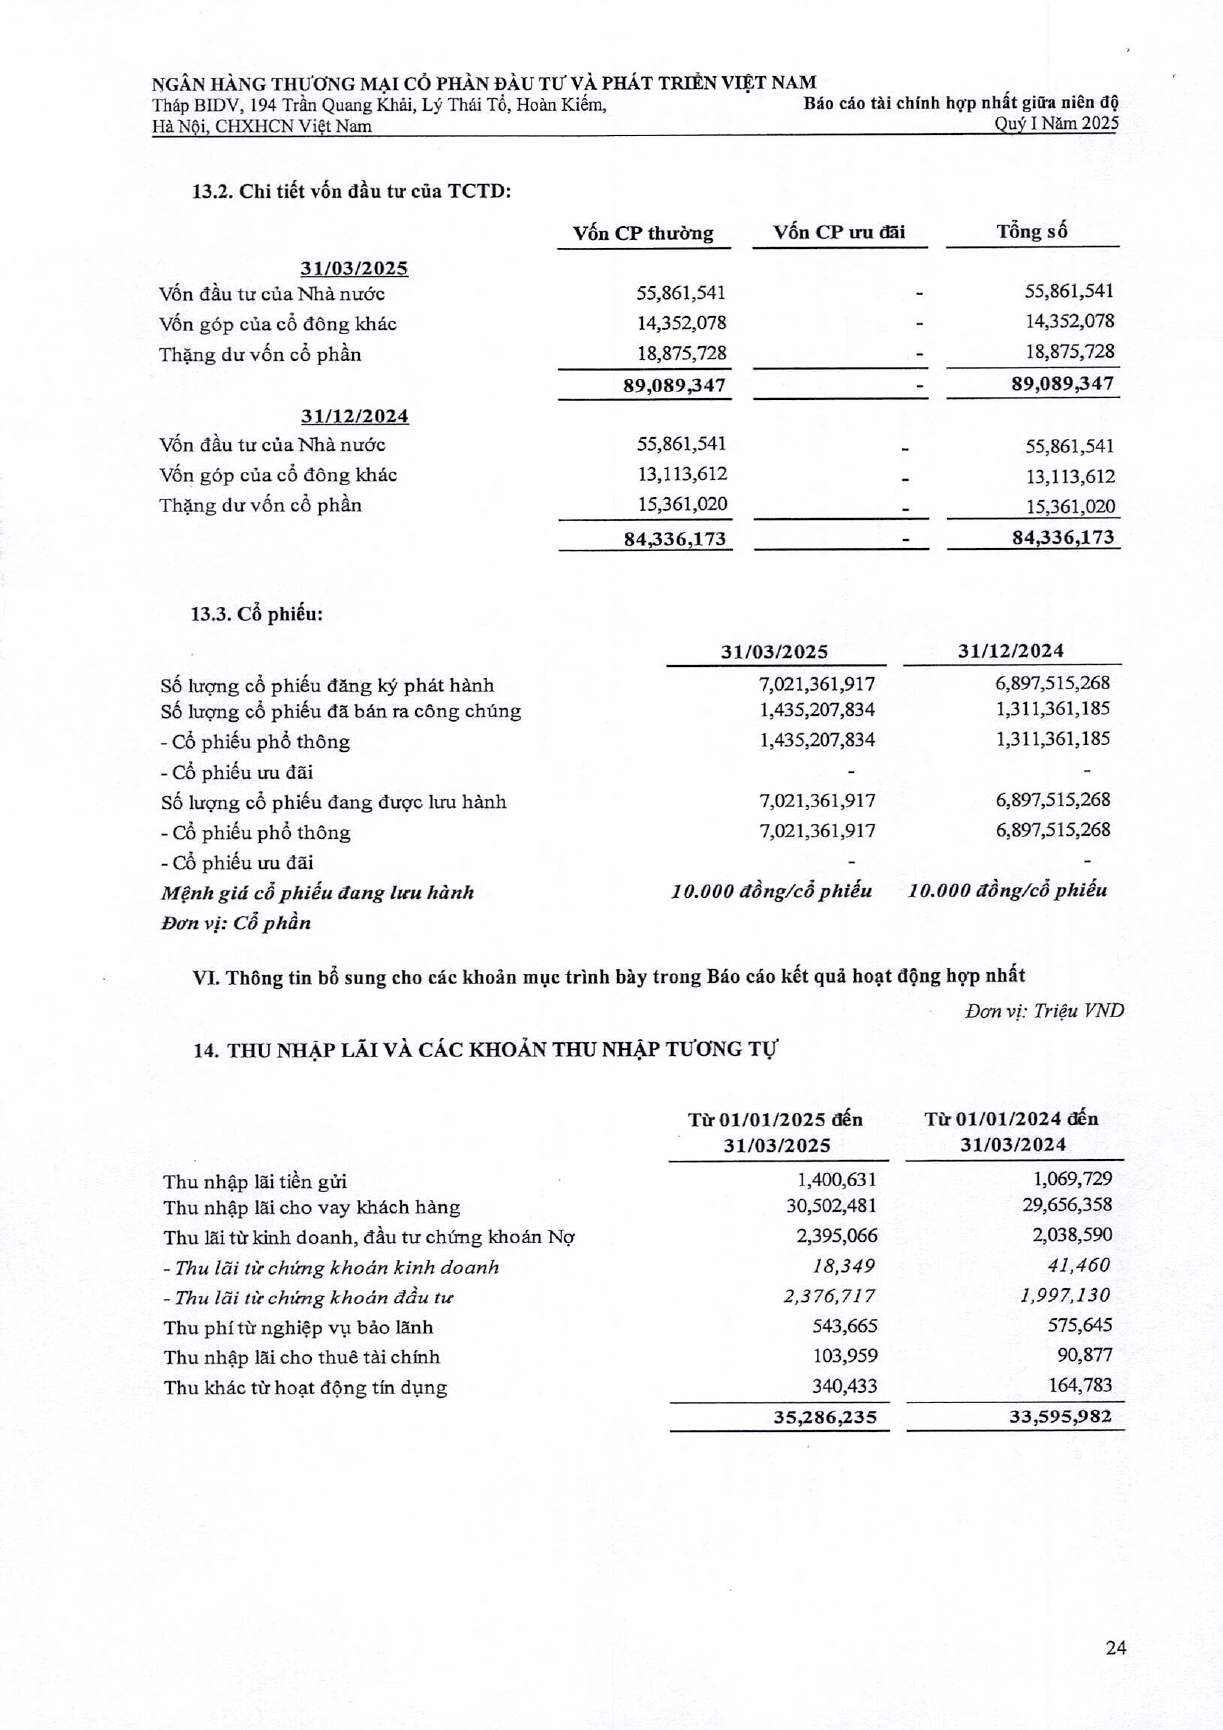 NGÂN HÀNG THƯƠNG MẠI CỔ PHẦN ĐẦU TƯ VÀ PHÁT TRIỂN VIỆT NAM
Tháp BIDV, 194 Trần Quang Khải, Lý Thái Tổ, Hoàn Kiếm, Báo cáo tài chính hợp nhất giữa niên độ
Hà Nội, CHXHCN Việt Nam Quý I Năm 2025
13.2. Chi tiết vốn đầu tư của TCTD:
Vốn CP thường Vốn CP ưu đãi Tổng số
31/03/2025
Vốn đầu tư của Nhà nước 55,861,541 - 55,861,541
Vốn góp của cổ đông khác 14,352,078 - 14,352,078
Thặng dư vốn cổ phần 18,875,728 - 18,875,728
89,089,347 - 89,089,347
31/12/2024
Vốn đầu tư của Nhà nước 55,861,541 - 55,861,541
Vốn góp của cổ đông khác 13,113,612 - 13,113,612
Thặng dư vốn cổ phần 15,361,020 - 15,361,020
84,336,173 - 84,336,173
13.3. Cổ phiếu:
31/03/2025 31/12/2024
Số lượng cổ phiếu đăng ký phát hành 7,021,361,917 6,897,515,268
Số lượng cổ phiếu đã bán ra công chúng 1,435,207,834 1,311,361,185
- Cổ phiếu phổ thông 1,435,207,834 1,311,361,185
- Cổ phiếu ưu đãi - -
Số lượng cổ phiếu đang được lưu hành 7,021,361,917 6,897,515,268
- Cổ phiếu phổ thông 7,021,361,917 6,897,515,268
- Cổ phiếu ưu đãi - -
Mệnh giá cổ phiếu đang lưu hành 10.000 đồng/cổ phiếu 10.000 đồng/cổ phiếu
Đơn vị: Cổ phần
VI. Thông tin bổ sung cho các khoản mục trình bày trong Báo cáo kết quả hoạt động hợp nhất
Đơn vị: Triệu VND
14. THU NHẬP LÃI VÀ CÁC KHOẢN THU NHẬP TƯƠNG TỰ
Từ 01/01/2025 đến Từ 01/01/2024 đến
31/03/2025 31/03/2024
Thu nhập lãi tiền gửi 1,400,631 1,069,729
Thu nhập lãi cho vay khách hàng 30,502,481 29,656,358
Thu lãi từ kinh doanh, đầu tư chứng khoán Nợ 2,395,066 2,038,590
- Thu lãi từ chứng khoán kinh doanh 18,349 41,460
- Thu lãi từ chứng khoán đầu tư 2,376,717 1,997,130
Thu phí từ nghiệp vụ bảo lãnh 543,665 575,645
Thu nhập lãi cho thuê tài chính 103,959 90,877
Thu khác từ hoạt động tín dụng 340,433 164,783
35,286,235 33,595,982
24